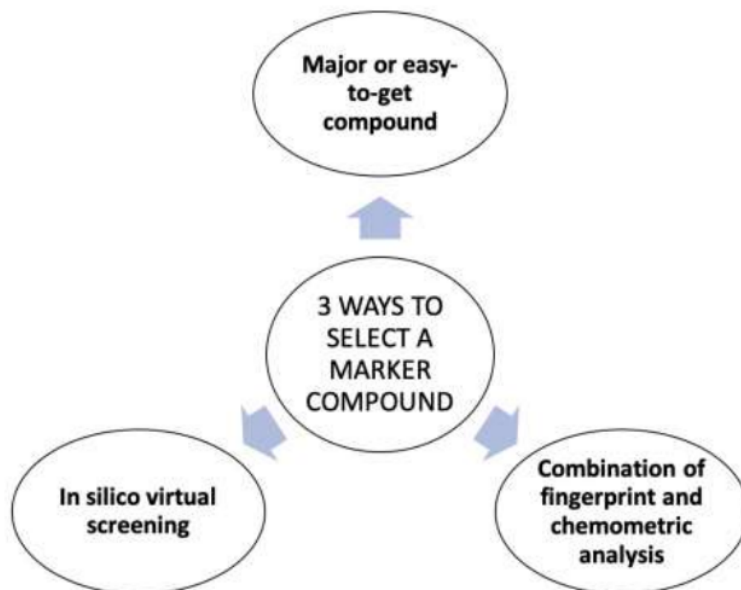 Major or easy-
to-get
compound
3 WAYS TO
SELECT A
MARKER
COMPOUND
In silico virtual
screening
Combination of
fingerprint and
chemometric
analysis